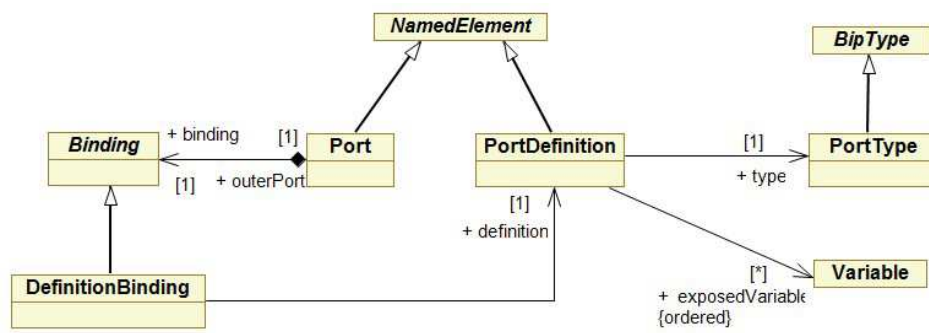 NamedElement
BipType
Binding
+ binding
[1]
Port
PortDefinition
[1]
PortType
[1]
+ outerPort
[1]
+ type
+ definition
DefinitionBinding
[*]
Variable
+ exposedVariable
{ordered}